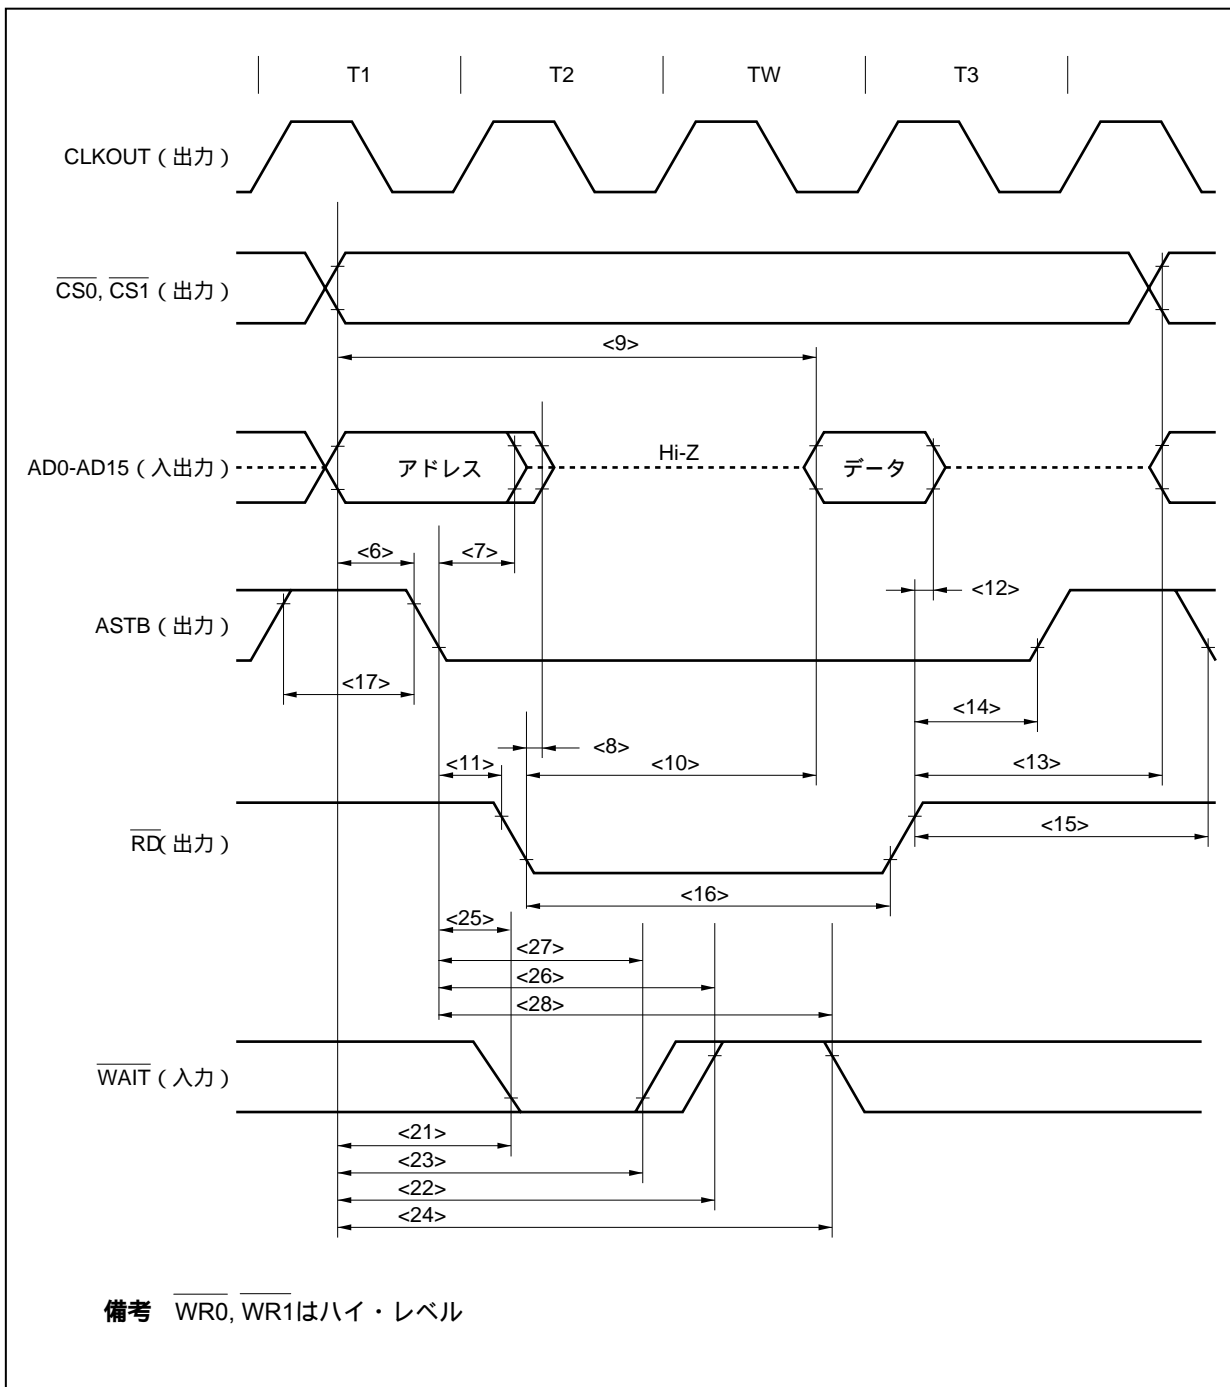 T1 T2 TW T3
CLKOUT（出力）
CS0, CS1（出力）
<9>
AD0-AD15（入出力）
アドレス
Hi-Z
データ
<6>
<7>
<12>
ASTB（出力）
<17>
<14>
<8>
<11>
<10>
<13>
RD（出力）
<15>
<16>
<25>
<27>
<26>
<28>
WAIT（入力）
<21>
<23>
<22>
<24>
備考 WR0, WR1はハイ・レベル